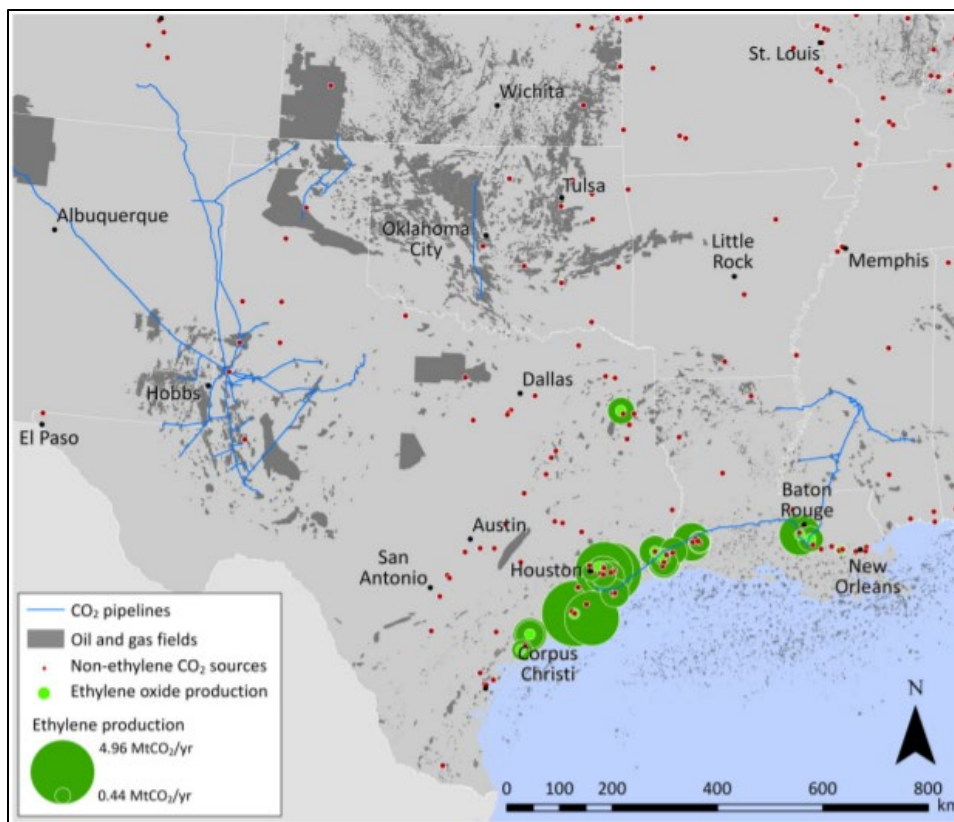 St. Louis
Wichita
Tulsa
Albuquerque
Oklahoma
City
Little
Rock
Memphis
Hobbs
Dallas
El Paso
Baton
Rouge
Austin
San
Antonio
Houston
New
Orleans
Corpus
Christi
CO₂ pipelines
Oil and gas fields
Non-ethylene CO₂ sources
Ethylene oxide production
Ethylene production
4.96 MtCO₂/yr
0.44 MtCO₂/yr
N
0 100 200 400 600 800
km